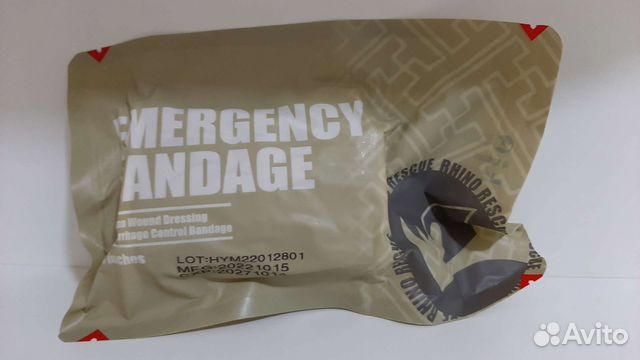 EMERGENCY
BANDAGE
Wound Dressing
Control Bandage
LOT:HYM22012801
MFG:20221015
RESCUE RHINO RESCUE
RHINO
Avito